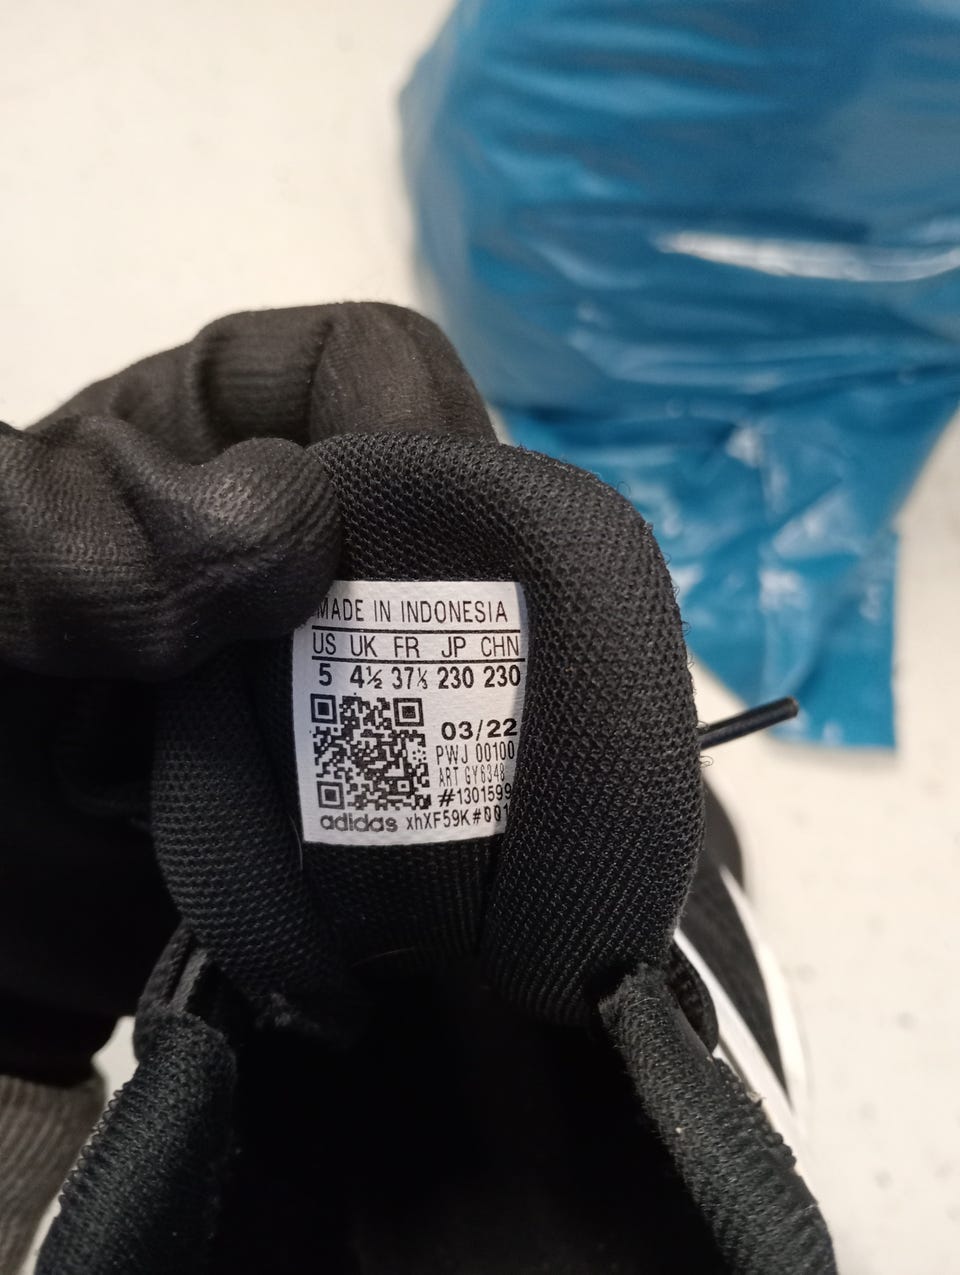 MADE IN INDONESIA
US UK FR JP CHN
5 4½ 37⅓ 230 230
03/22
PWJ 00100
ART GY6348
#1301599
adidas xhXF59K#001